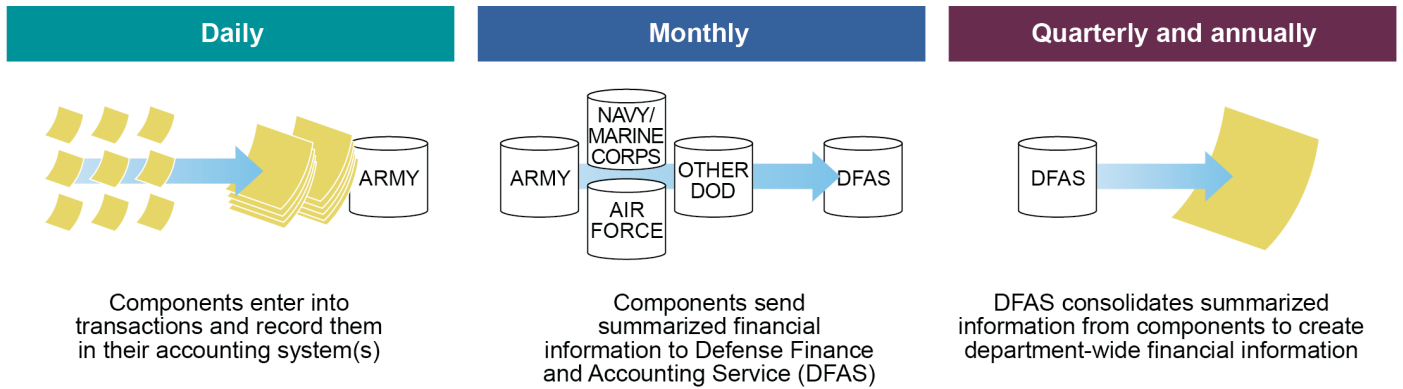 Daily
ARMY
Components enter into
transactions and record them
in their accounting system(s)
Monthly
ARMY
NAVY/
MARINE
CORPS
AIR
FORCE
OTHER
DOD
DFAS
Components send
summarized financial
information to Defense Finance
and Accounting Service (DFAS)
Quarterly and annually
DFAS
DFAS consolidates summarized
information from components to create
department-wide financial information